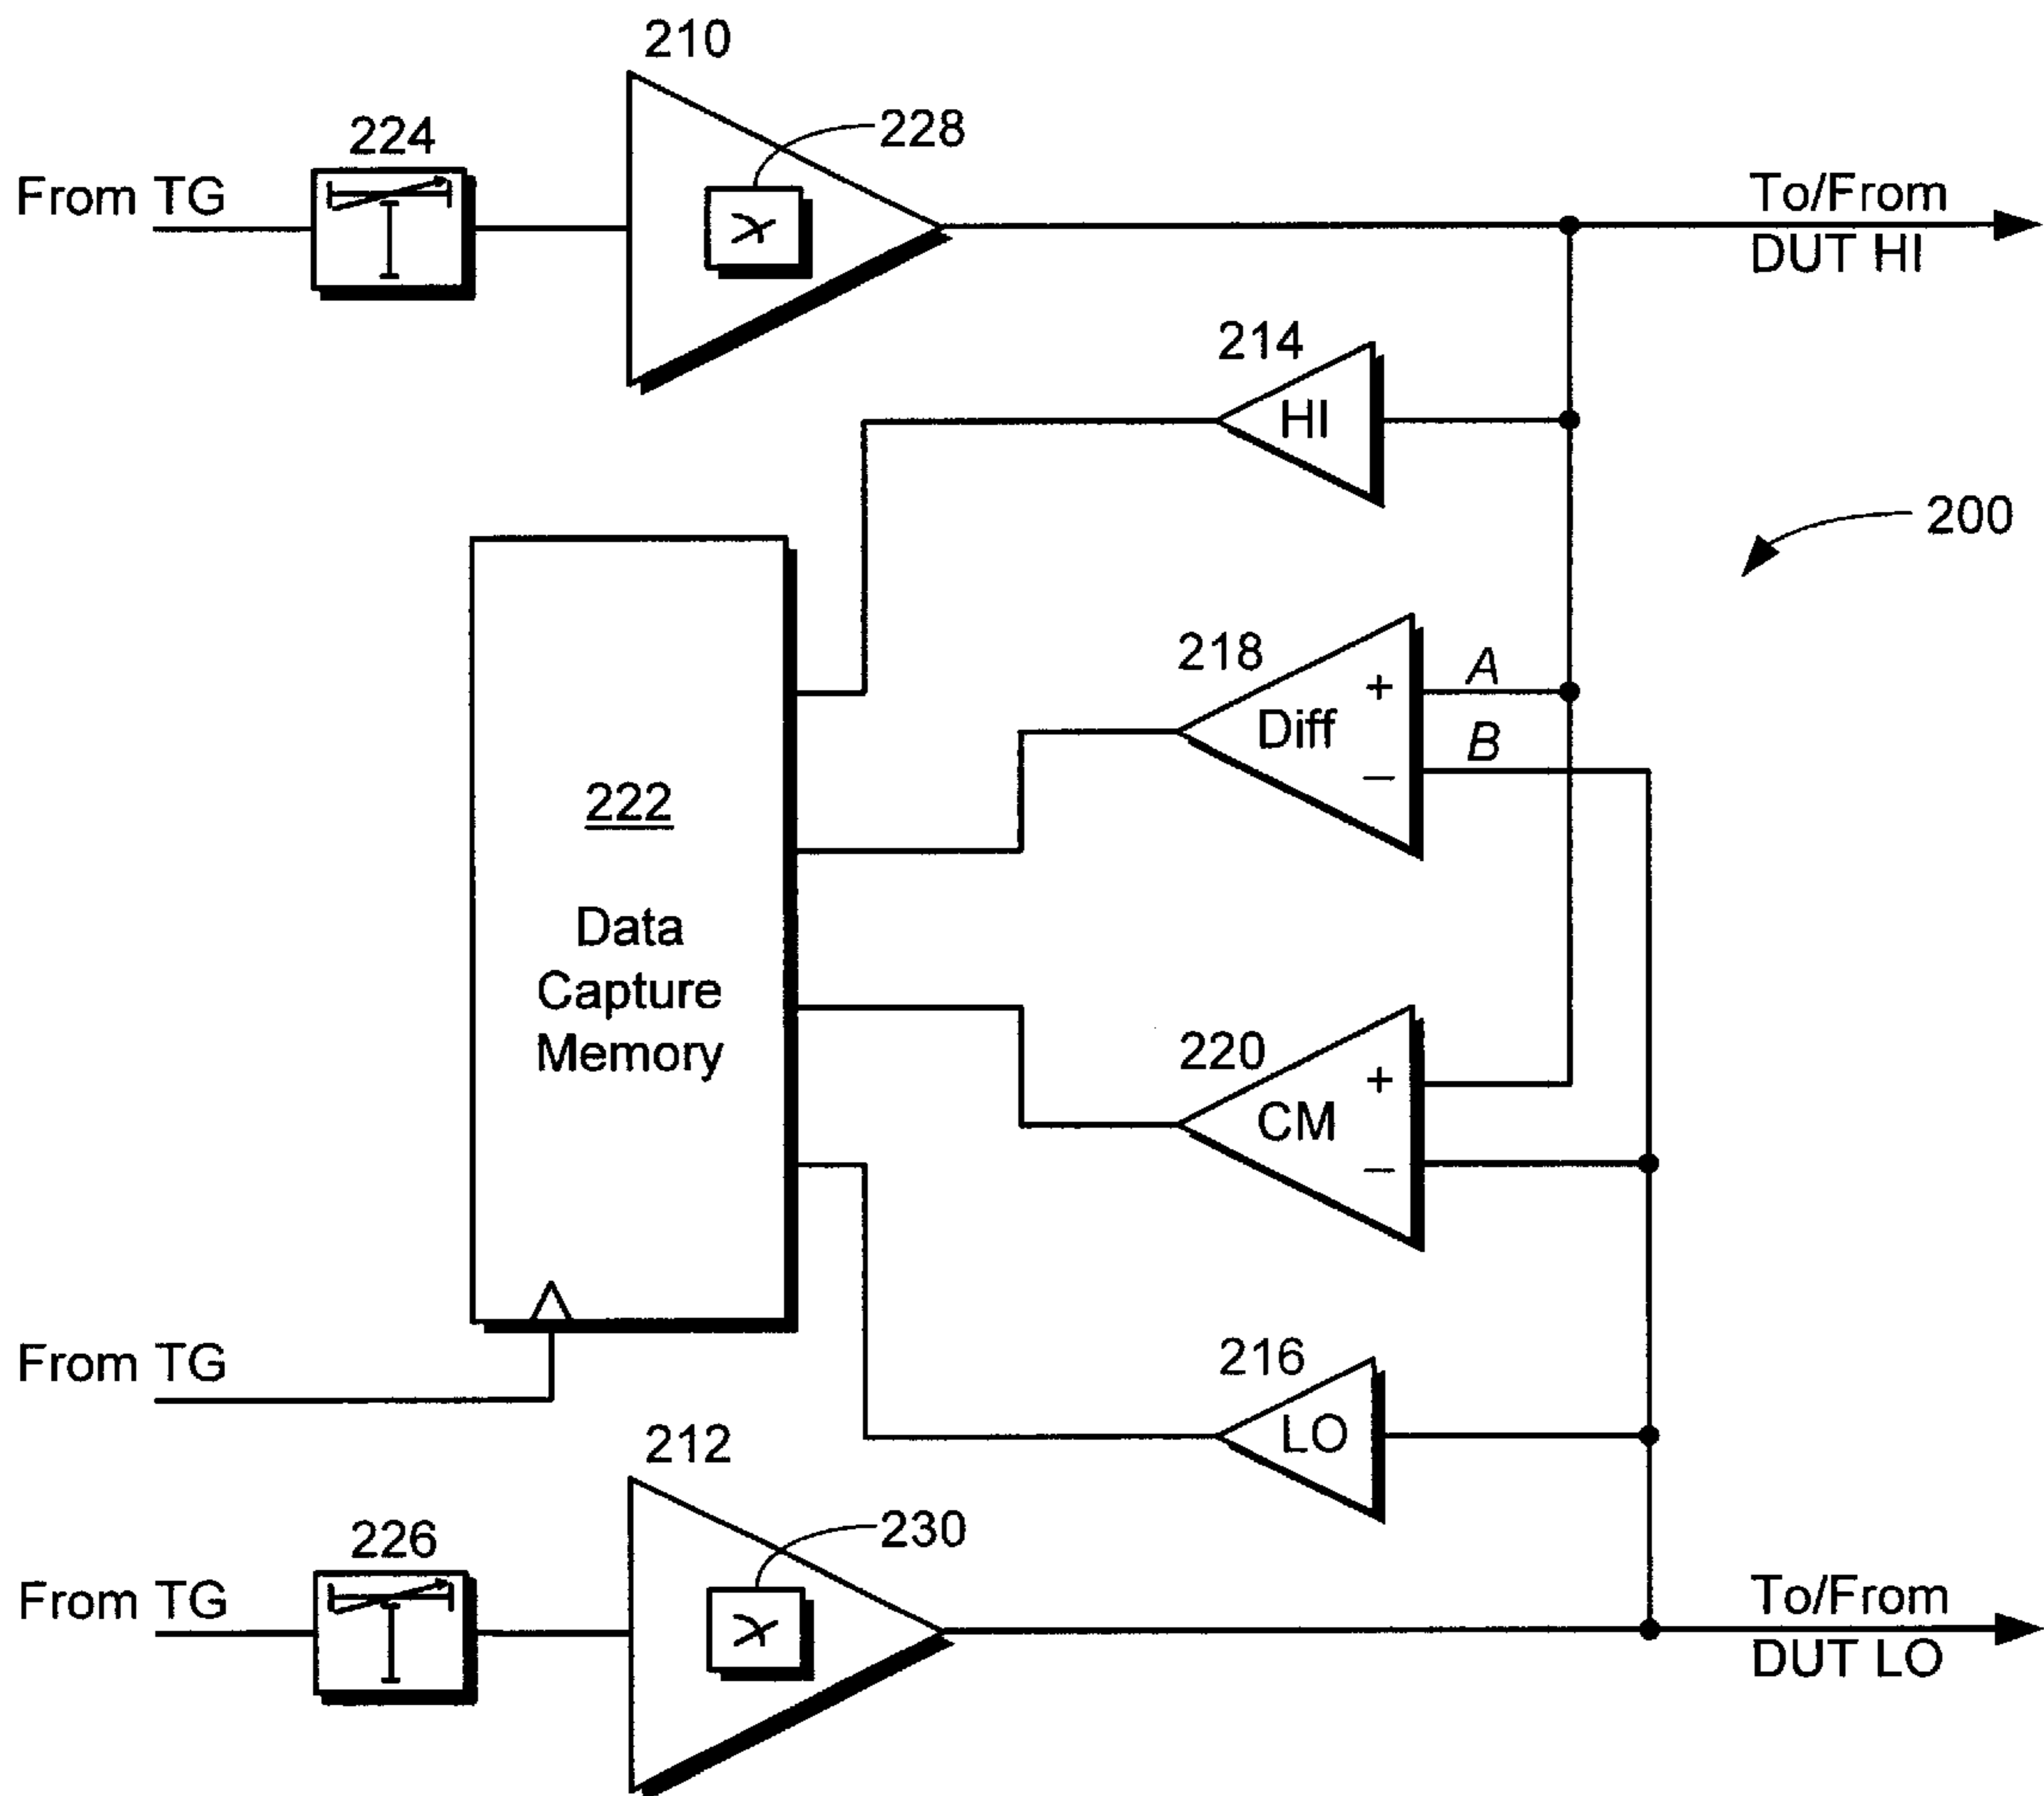 210
224
228
From TG
To/From
DUT HI
214
HI
200
218
A
+
Diff
B
−
222
Data
Capture
Memory
220
+
CM
−
From TG
216
LO
212
230
226
From TG
To/From
DUT LO